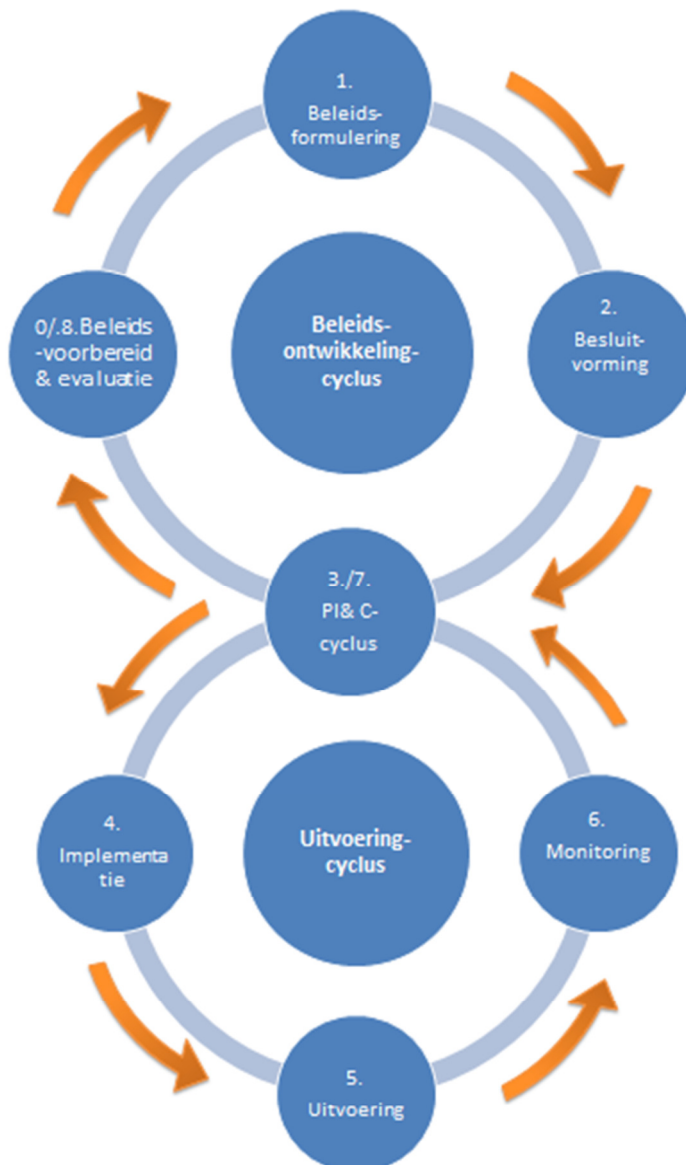 1.
Beleids-
formulering
0/.8.Beleids
-voorbereid
& evaluatie
Beleids-
ontwikkeling-
cyclus
2.
Besluit-
vorming
3./7.
Pl& C-
cyclus
4.
Implementa
tie
Uitvoering-
cyclus
6.
Monitoring
5.
Uitvoering